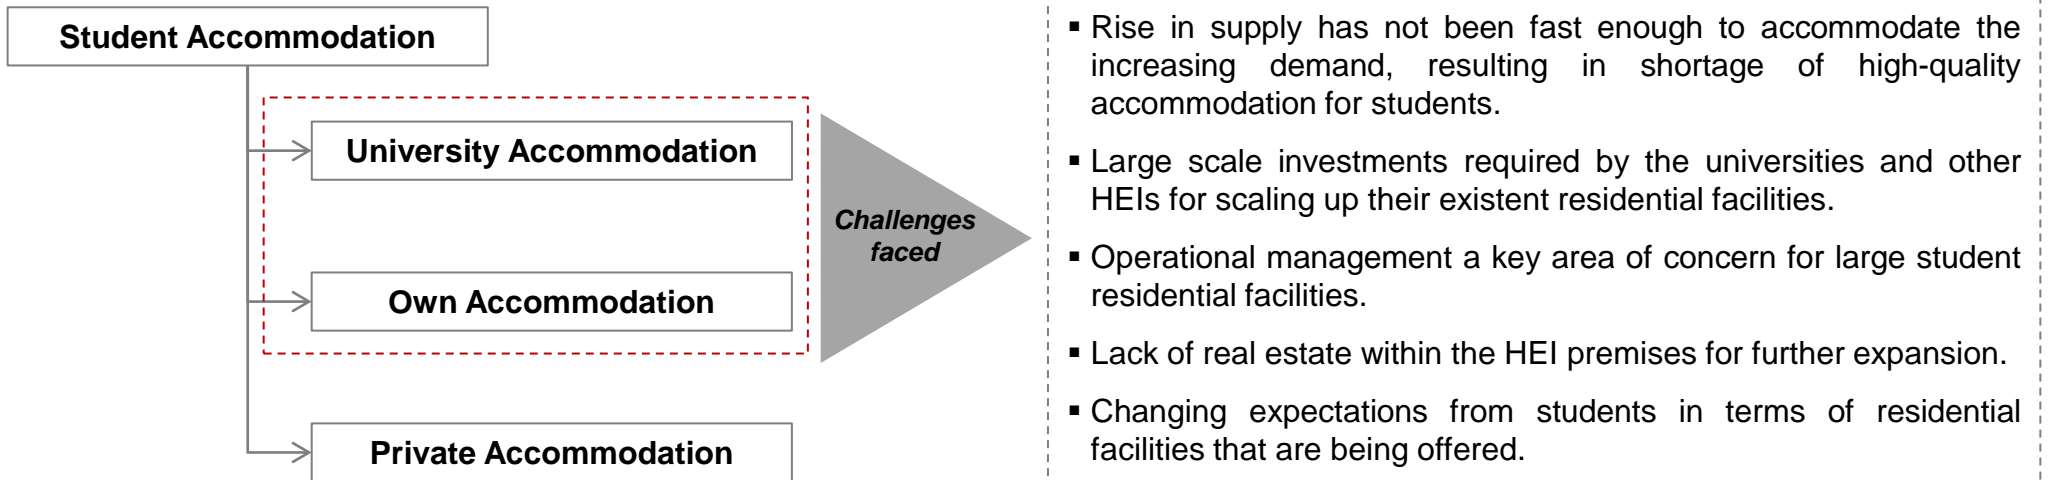 Student Accommodation
University Accommodation
Own Accommodation
Private Accommodation
Challenges
faced
▪ Rise in supply has not been fast enough to accommodate the
increasing demand, resulting in shortage of high-quality
accommodation for students.
▪ Large scale investments required by the universities and other
HEIs for scaling up their existent residential facilities.
▪ Operational management a key area of concern for large student
residential facilities.
▪ Lack of real estate within the HEI premises for further expansion.
▪ Changing expectations from students in terms of residential
facilities that are being offered.